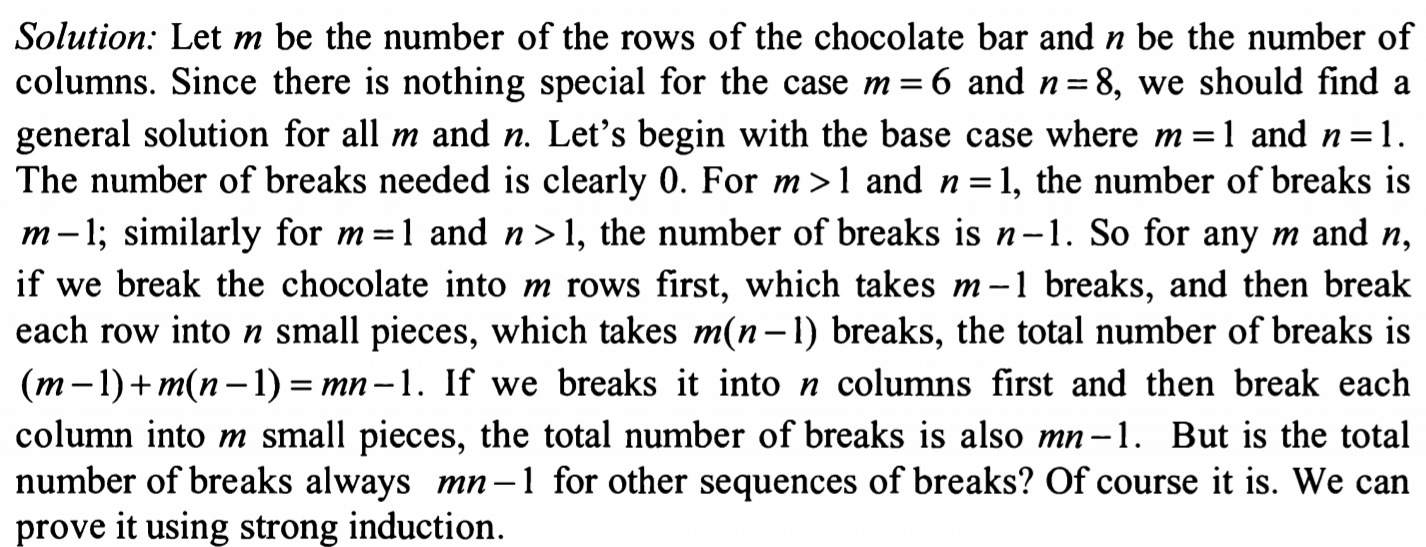 Solution: Let m be the number of the rows of the chocolate bar and n be the number of
columns. Since there is nothing special for the case m = 6 and n = 8, we should find a
general solution for all m and n. Let's begin with the base case where m = 1 and n = 1.
The number of breaks needed is clearly 0. For m > 1 and n = 1, the number of breaks is
m − 1; similarly for m = 1 and n > 1, the number of breaks is n − 1. So for any m and n,
if we break the chocolate into m rows first, which takes m − 1 breaks, and then break
each row into n small pieces, which takes m(n − 1) breaks, the total number of breaks is
(m − 1) + m(n − 1) = mn − 1. If we breaks it into n columns first and then break each
column into m small pieces, the total number of breaks is also mn − 1. But is the total
number of breaks always mn − 1 for other sequences of breaks? Of course it is. We can
prove it using strong induction.